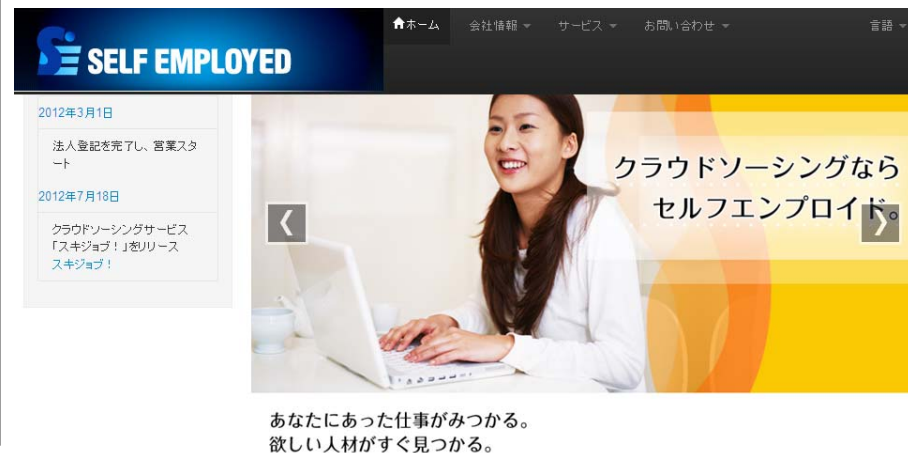 ホーム 会社情報 サービス お問い合わせ 言語
SE SELF EMPLOYED
2012年3月1日
法人登記を完了し、営業スタ
ート
2012年7月18日
クラウドソーシングサービス
「スキジョブ！」をリリース
スキジョブ！
クラウドソーシングなら
セルフエンプロイド。
あなたにあった仕事がみつかる。
欲しい人材がすぐ見つかる。